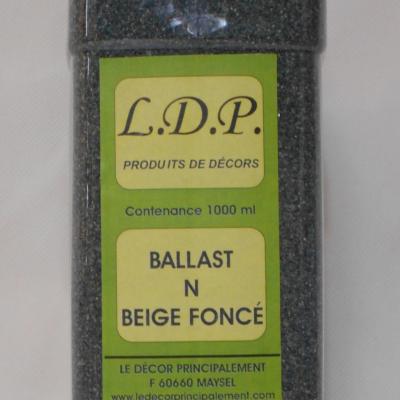 L.D.P.
PRODUITS DE DÉCORS
Contenance 1000 ml
BALLAST
N
BEIGE FONCÉ
LE DÉCOR PRINCIPALEMENT
F 60660 MAYSEL
www.ledecorprincipalement.com